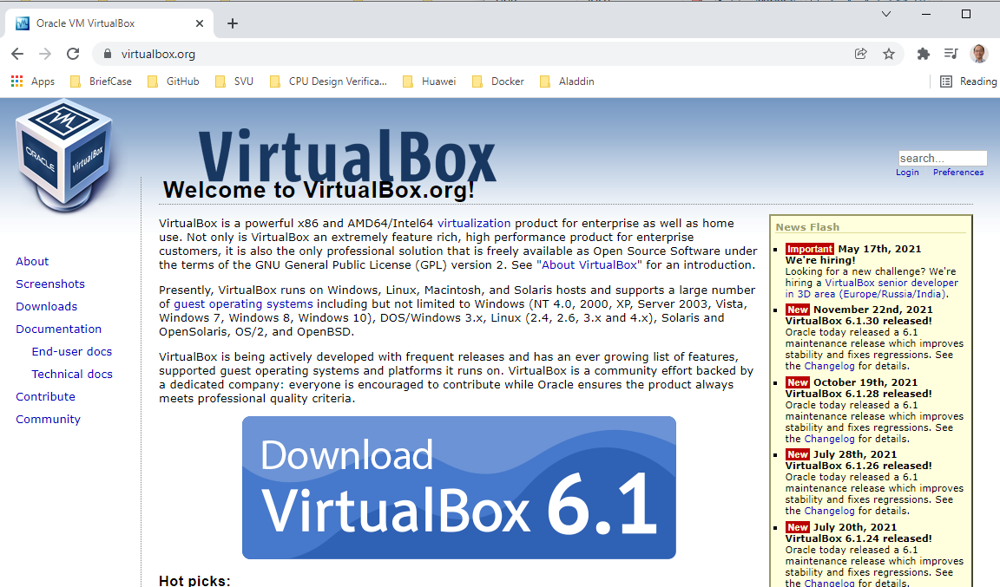 Oracle VM VirtualBox
virtualbox.org
Apps BriefCase GitHub SVU CPU Design Verifica... Huawei Docker Aladdin Reading
ORACLE VirtualBox
VirtualBox
search...
Login Preferences
Welcome to VirtualBox.org!
About
Screenshots
Downloads
Documentation
End-user docs
Technical docs
Contribute
Community
VirtualBox is a powerful x86 and AMD64/Intel64 virtualization product for enterprise as well as home
use. Not only is VirtualBox an extremely feature rich, high performance product for enterprise
customers, it is also the only professional solution that is freely available as Open Source Software under
the terms of the GNU General Public License (GPL) version 2. See "About VirtualBox" for an introduction.
Presently, VirtualBox runs on Windows, Linux, Macintosh, and Solaris hosts and supports a large number
of guest operating systems including but not limited to Windows (NT 4.0, 2000, XP, Server 2003, Vista,
Windows 7, Windows 8, Windows 10), DOS/Windows 3.x, Linux (2.4, 2.6, 3.x and 4.x), Solaris and
OpenSolaris, OS/2, and OpenBSD.
VirtualBox is being actively developed with frequent releases and has an ever growing list of features,
supported guest operating systems and platforms it runs on. VirtualBox is a community effort backed by
a dedicated company: everyone is encouraged to contribute while Oracle ensures the product always
meets professional quality criteria.
Download
VirtualBox 6.1
Hot picks:
News Flash
Important May 17th, 2021
We're hiring!
Looking for a new challenge? We're
hiring a VirtualBox senior developer
in 3D area (Europe/Russia/India).
New November 22nd, 2021
VirtualBox 6.1.30 released!
Oracle today released a 6.1
maintenance release which improves
stability and fixes regressions. See
the Changelog for details.
New October 19th, 2021
VirtualBox 6.1.28 released!
Oracle today released a 6.1
maintenance release which improves
stability and fixes regressions. See
the Changelog for details.
New July 28th, 2021
VirtualBox 6.1.26 released!
Oracle today released a 6.1
maintenance release which improves
stability and fixes regressions. See
the Changelog for details.
New July 20th, 2021
VirtualBox 6.1.24 released!
Oracle today released a 6.1
maintenance release which improves
stability and fixes regressions. See
the Changelog for details.